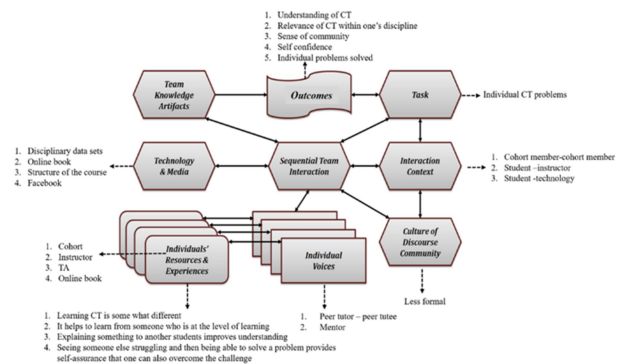 1. Understanding of CT
2. Relevance of CT within one's discipline
3. Sense of community
4. Self confidence
5. Individual problems solved
Team
Knowledge
Artifacts
Outcomes
Task
Individual CT problems
1. Disciplinary data sets
2. Online book
3. Structure of the course
4. Facebook
Technology
& Media
Sequential Team
Interaction
Interaction
Context
1. Cohort member-cohort member
2. Student –instructor
3. Student -technology
1. Cohort
2. Instructor
3. TA
4. Online book
Individuals'
Resources &
Experiences
Individual
Voices
Culture of
Discourse
Community
Less formal
1. Learning CT is some what different
2. It helps to learn from someone who is at the level of learning
3. Explaining something to another students improves understanding
4. Seeing someone else struggling and then being able to solve a problem provides
self-assurance that one can also overcome the challenge
1. Peer tutor – peer tutee
2. Mentor